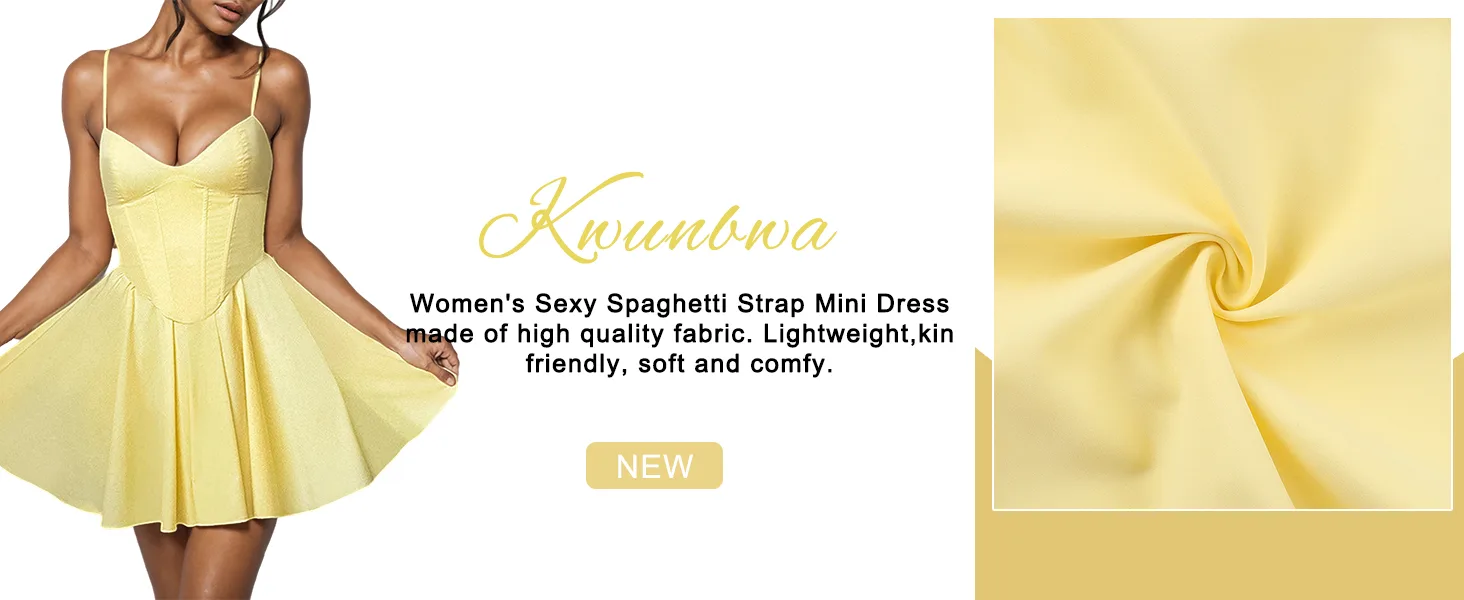 Kwunbwa
Women's Sexy Spaghetti Strap Mini Dress
made of high quality fabric. Lightweight,kin
friendly, soft and comfy.
NEW